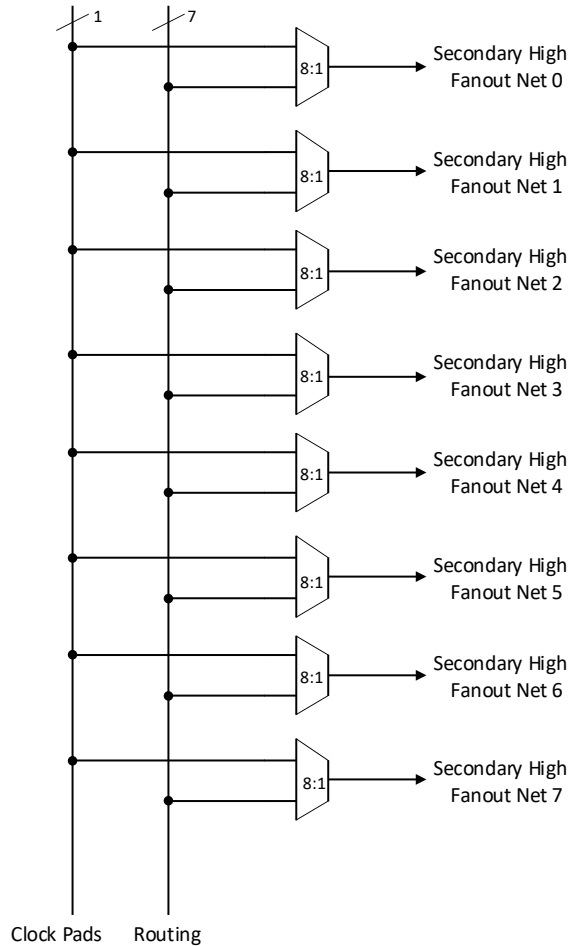 1
7
8:1
Secondary High
Fanout Net 0
8:1
Secondary High
Fanout Net 1
8:1
Secondary High
Fanout Net 2
8:1
Secondary High
Fanout Net 3
8:1
Secondary High
Fanout Net 4
8:1
Secondary High
Fanout Net 5
8:1
Secondary High
Fanout Net 6
8:1
Secondary High
Fanout Net 7
Clock Pads
Routing